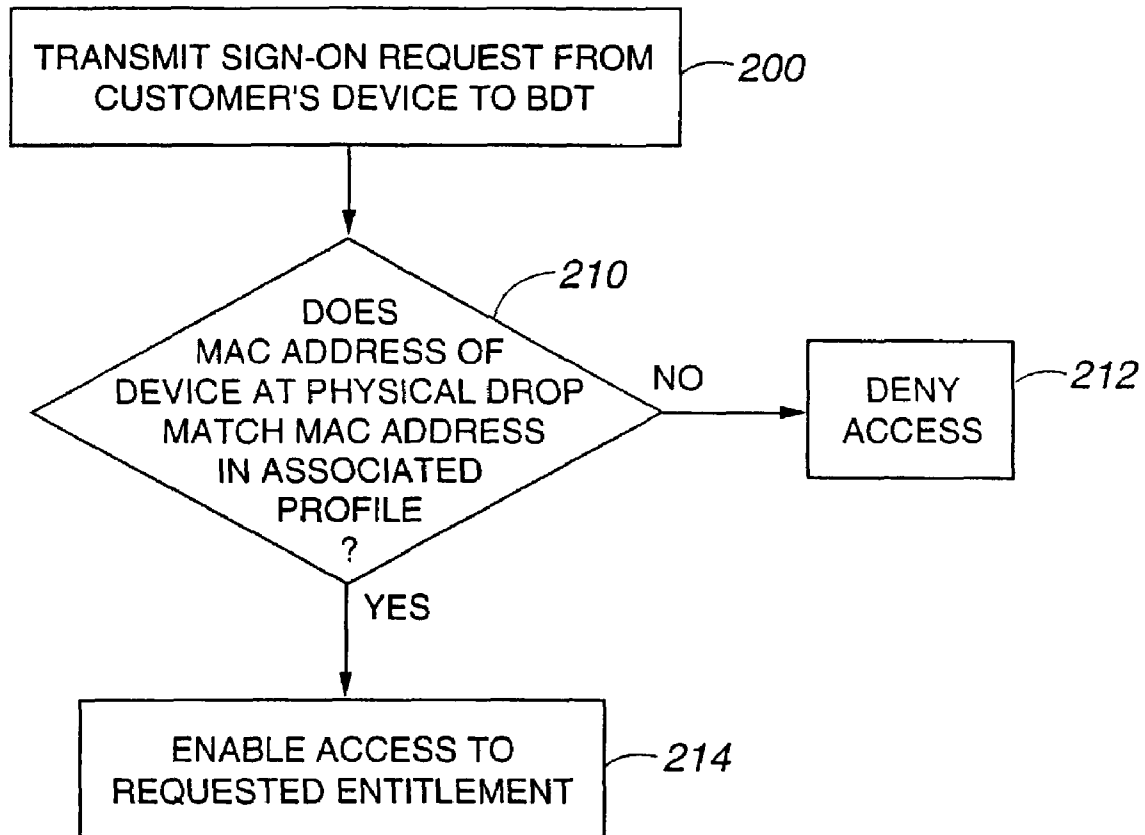 TRANSMIT SIGN-ON REQUEST FROM
CUSTOMER'S DEVICE TO BDT
200
210
DOES
MAC ADDRESS OF
DEVICE AT PHYSICAL DROP
MATCH MAC ADDRESS
IN ASSOCIATED
PROFILE
?
NO
DENY
ACCESS
212
YES
ENABLE ACCESS TO
REQUESTED ENTITLEMENT
214